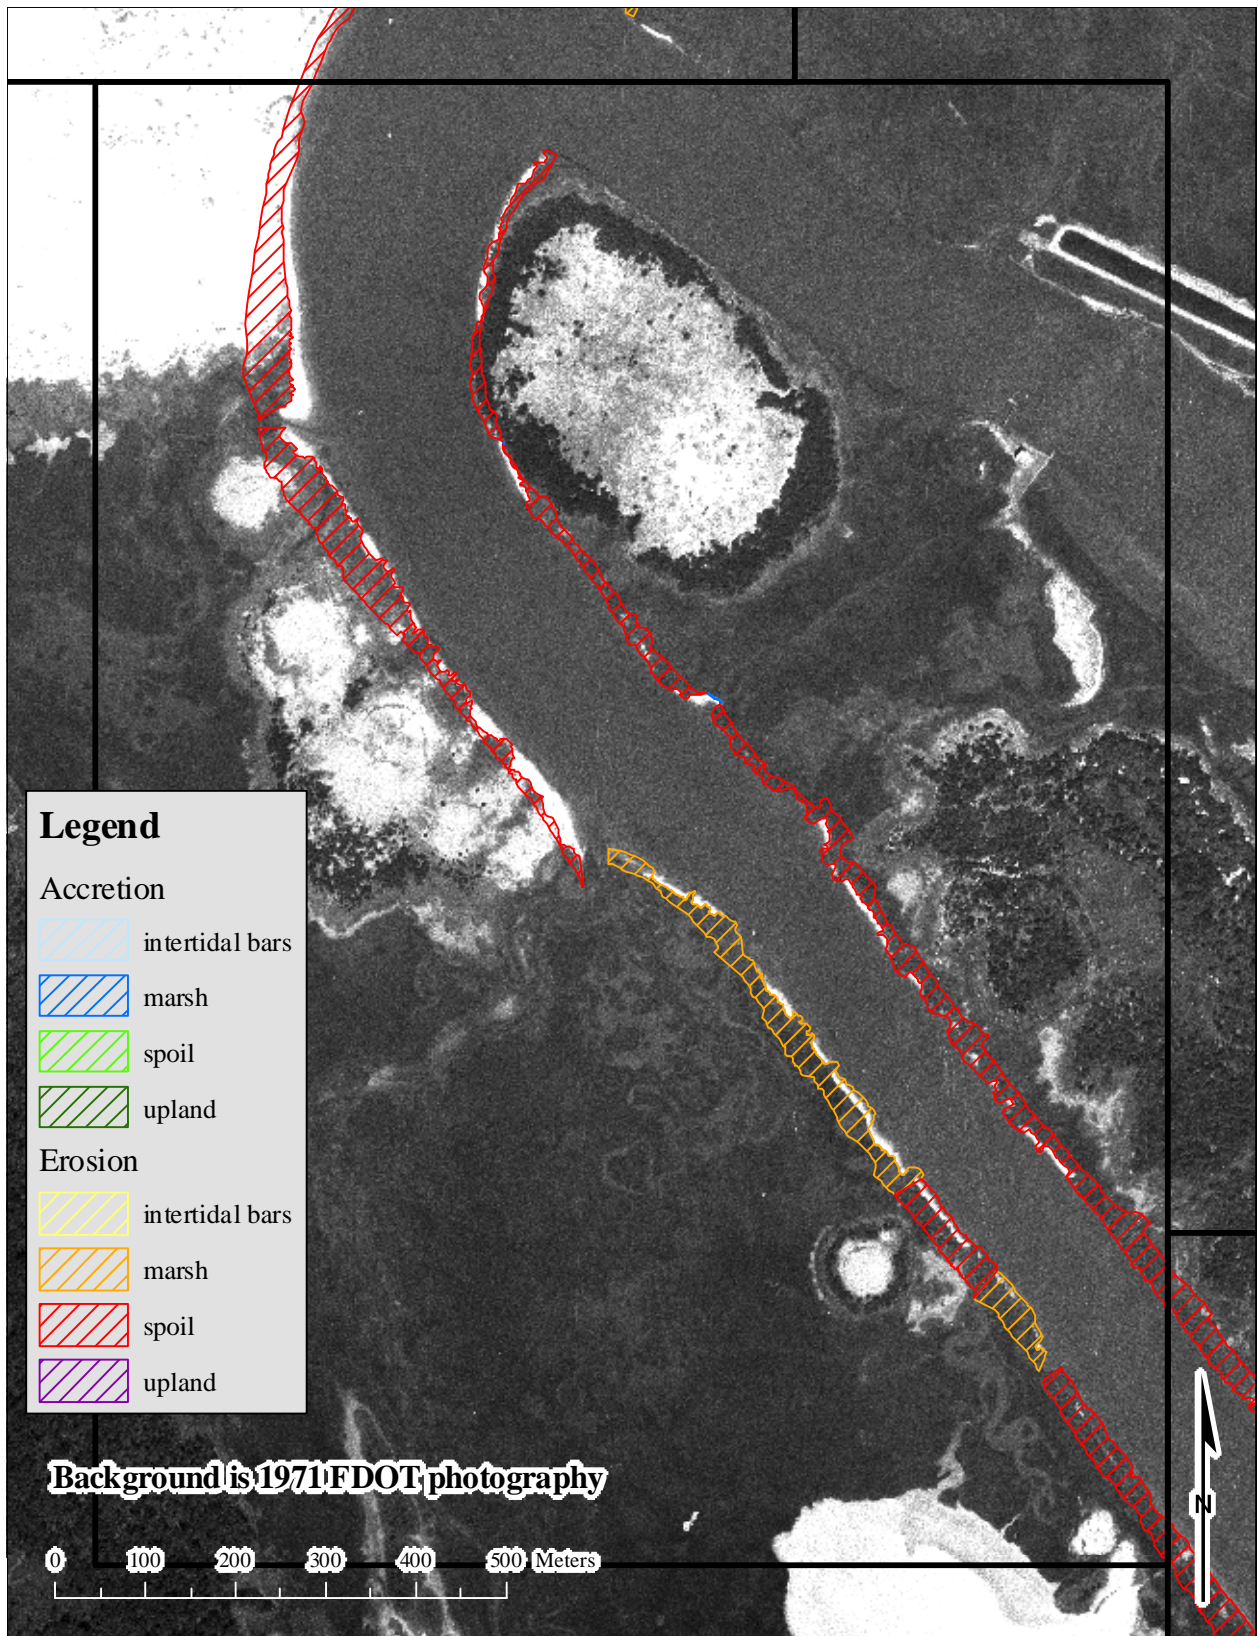 Legend
Accretion
intertidal bars
marsh
spoil
upland
Erosion
intertidal bars
marsh
spoil
upland
Background is 1971 FDOT photography
0 100 200 300 400 500 Meters
N